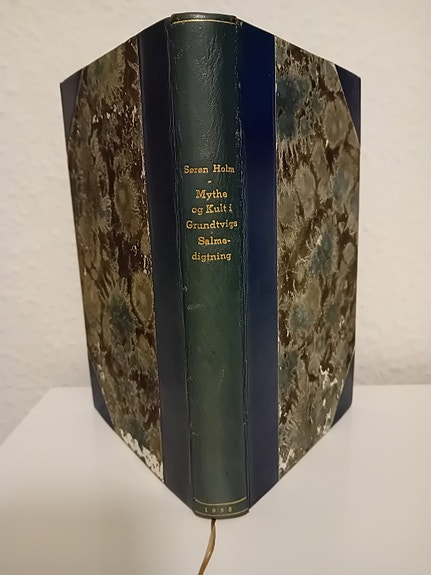 Søren Holm
-
Mythe
og Kult i
Grundtvigs
Salme-
digtning